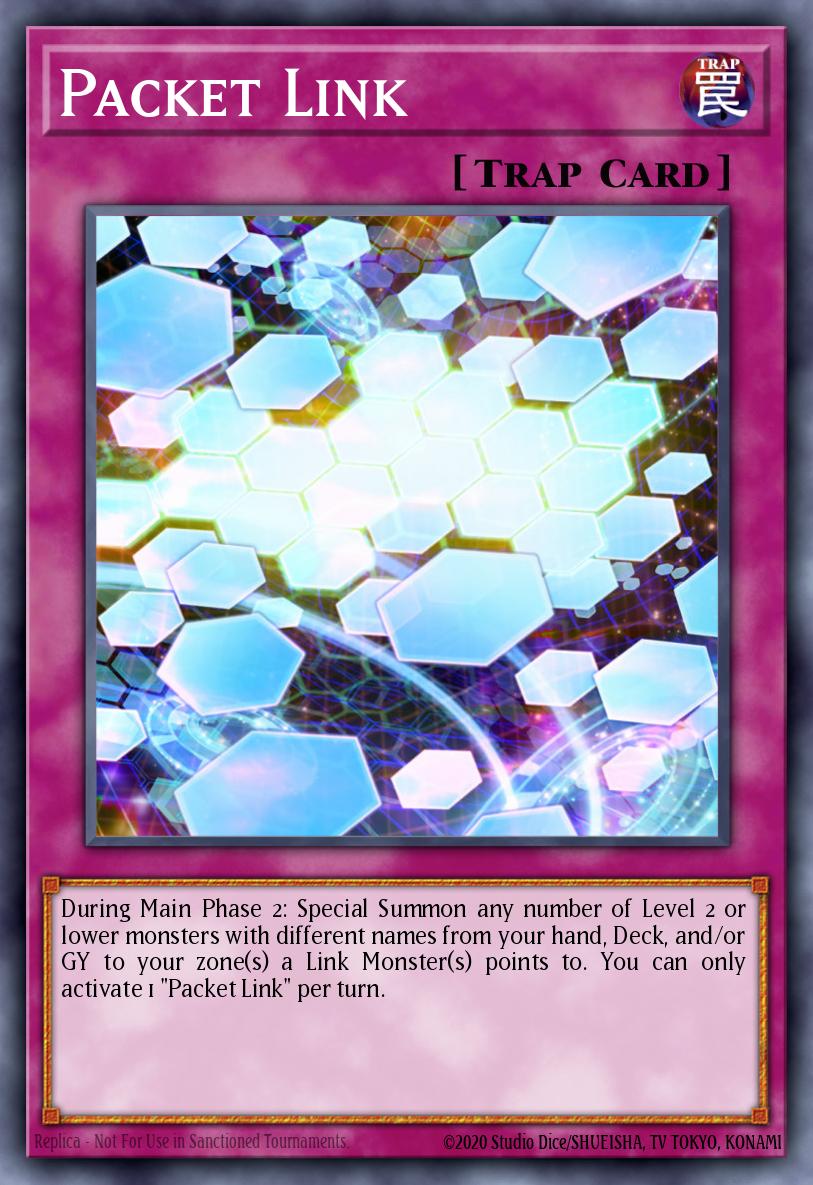 Packet Link
TRAP
罠
[Trap Card]
During Main Phase 2: Special Summon any number of Level 2 or
lower monsters with different names from your hand, Deck, and/or
GY to your zone(s) a Link Monster(s) points to. You can only
activate 1 "Packet Link" per turn.
Replica - Not For Use in Sanctioned Tournaments.
©2020 Studio Dice/SHUEISHA, TV TOKYO, KONAMI